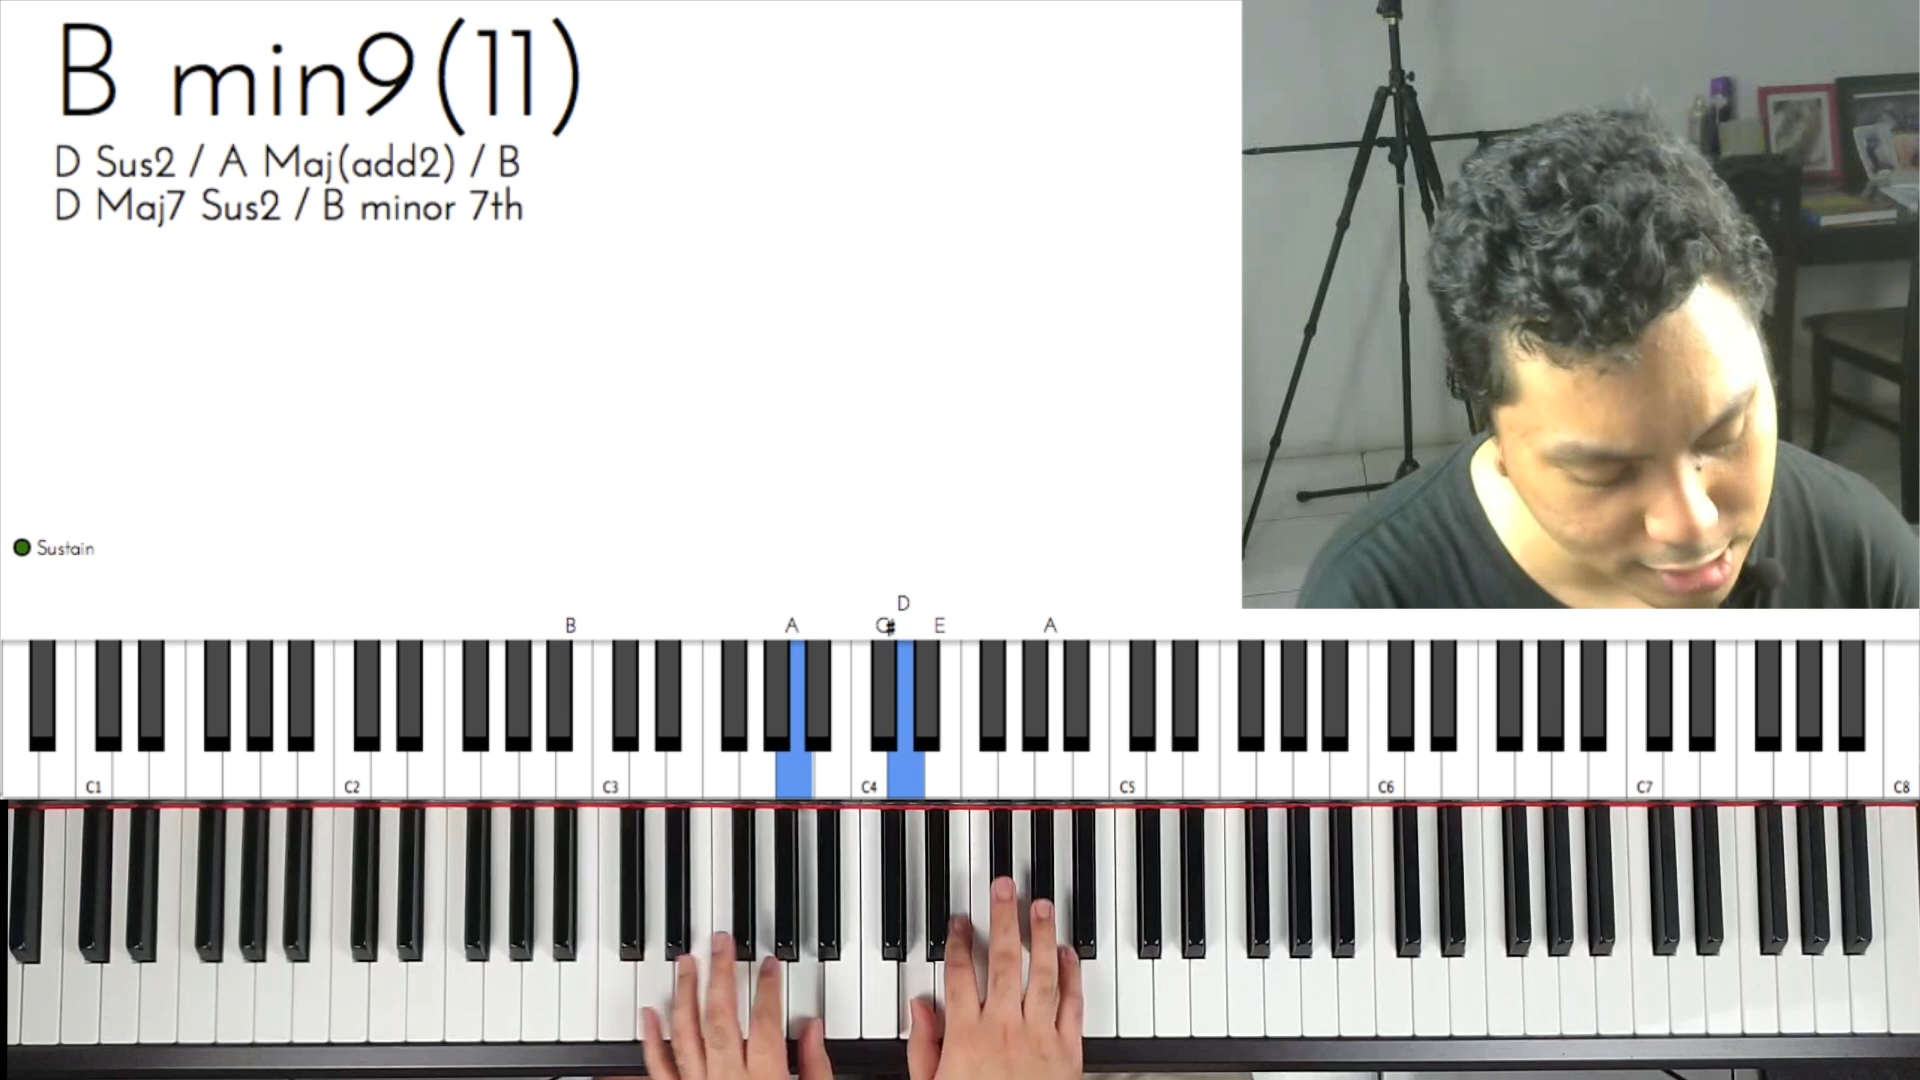 B min9(11)
D Sus2 / A Maj(add2) / B
D Maj7 Sus2 / B minor 7th
Sustain
D
B A C# E A
C1 C2 C3 C4 C5 C6 C7 C8